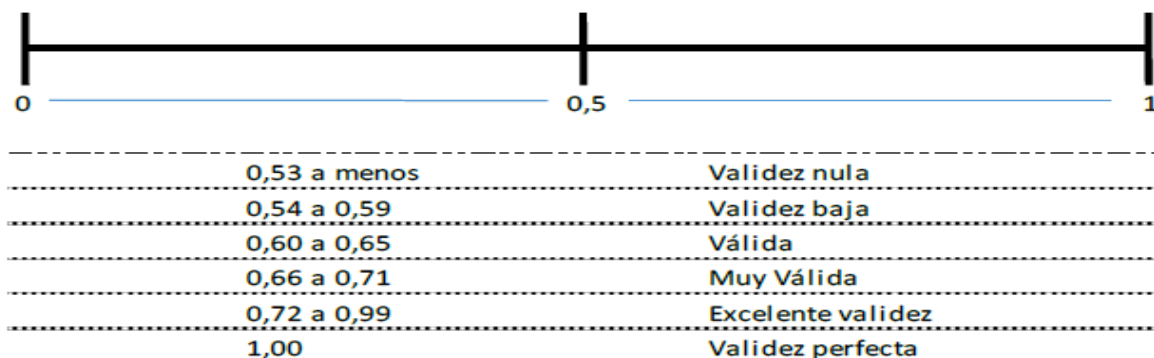 0 0,5 1
0,53 a menos Validez nula
0,54 a 0,59 Validez baja
0,60 a 0,65 Válida
0,66 a 0,71 Muy Válida
0,72 a 0,99 Excelente validez
1,00 Validez perfecta